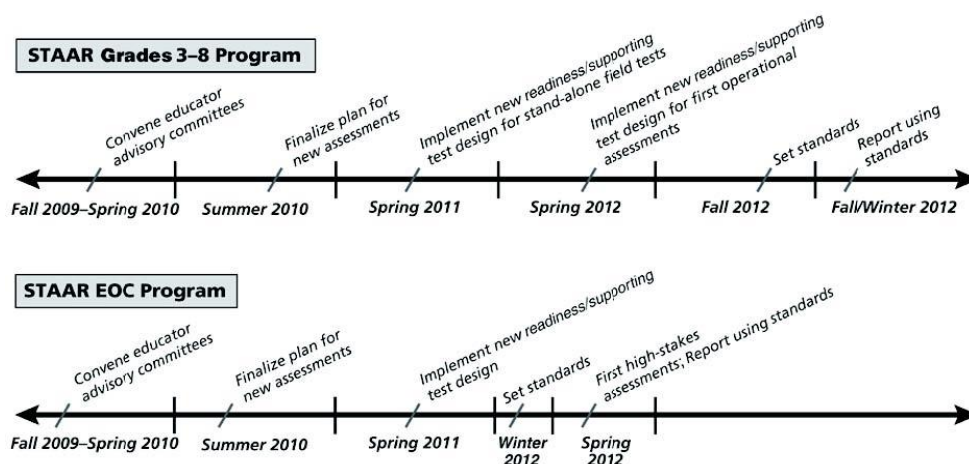 STAAR Grades 3–8 Program
Convene educator
advisory committees
Finalize plan for
new assessments
Implement new readiness/supporting
test design for stand-alone field tests
Implement new readiness/supporting
test design for first operational
assessments
Set standards
Report using
standards
Fall 2009–Spring 2010
Summer 2010
Spring 2011
Spring 2012
Fall 2012
Fall/Winter 2012
STAAR EOC Program
Convene educator
advisory committees
Finalize plan for
new assessments
Implement new readiness/supporting
test design
Set standards
First high-stakes
assessments; Report using standards
Fall 2009–Spring 2010
Summer 2010
Spring 2011
Winter
2012
Spring
2012